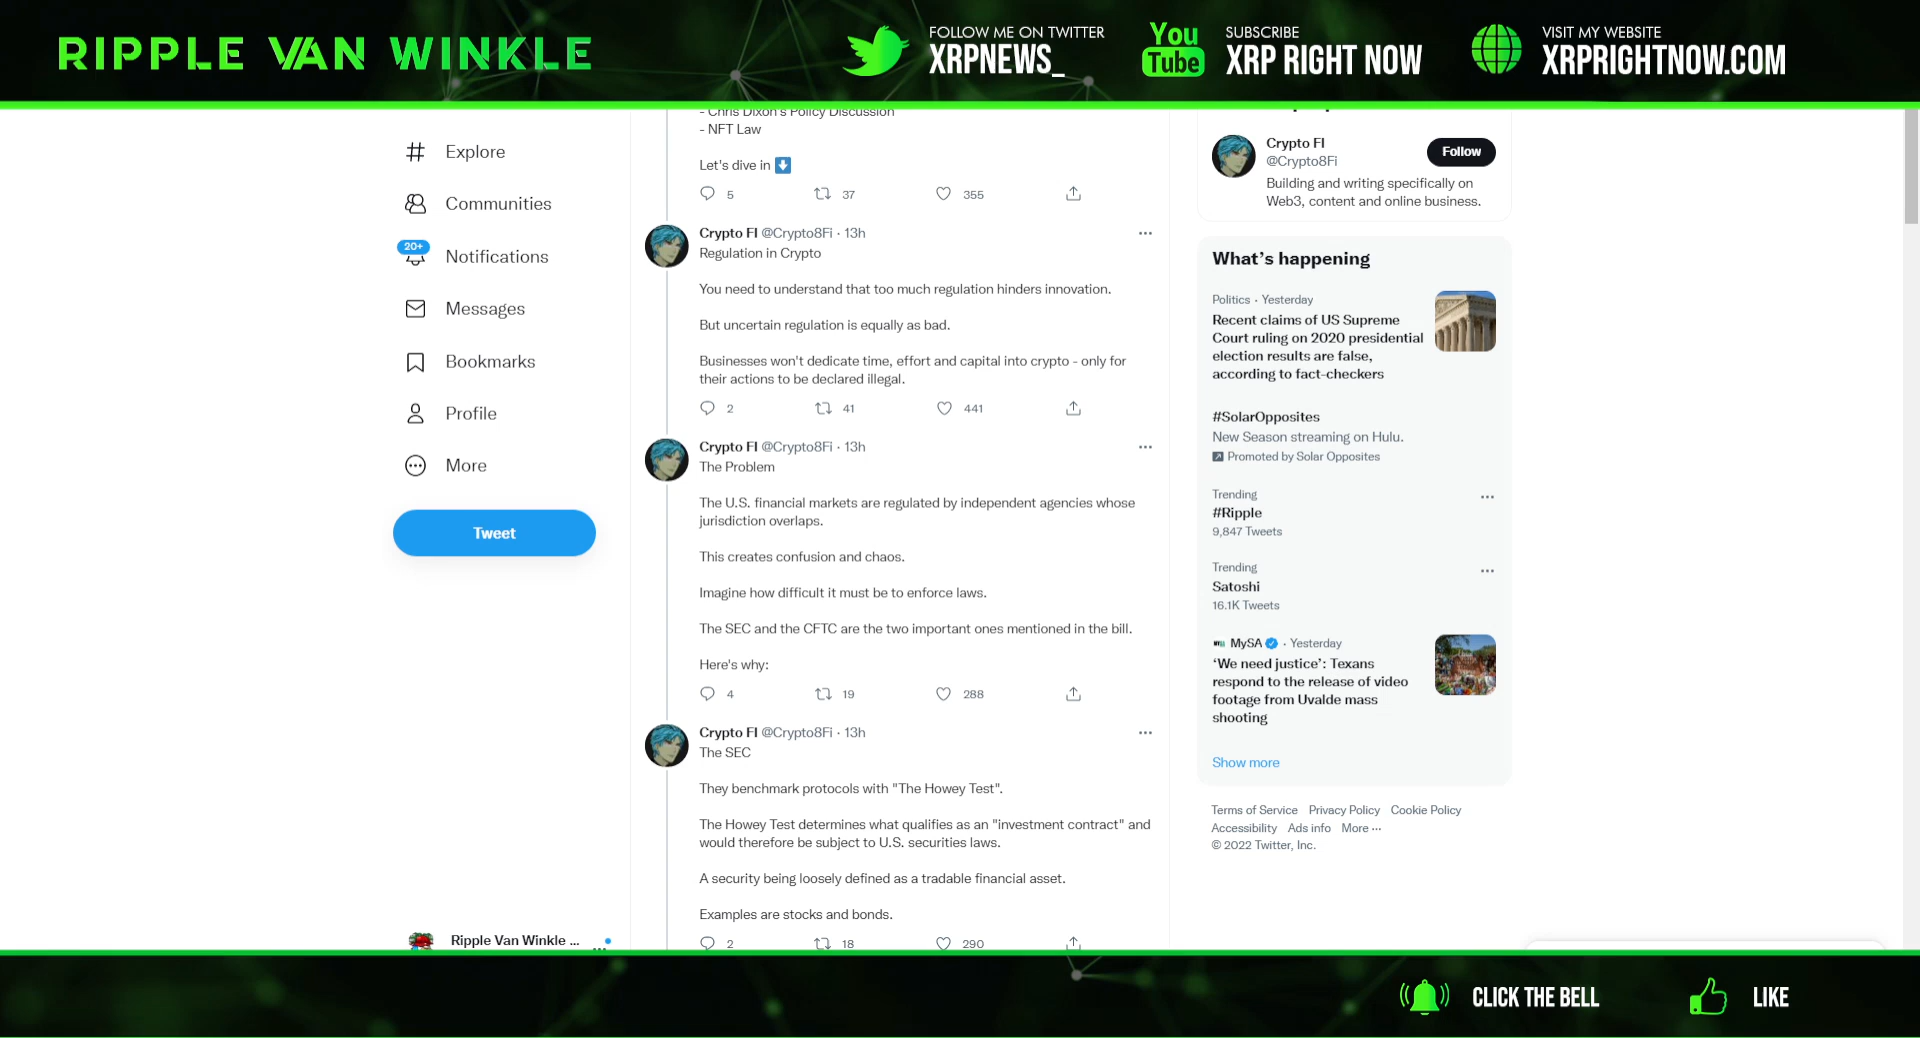 RIPPLE VAN WINKLE
FOLLOW ME ON TWITTER
XRPNEWS_
You
Tube
SUBSCRIBE
XRP RIGHT NOW
VISIT MY WEBSITE
XRPRIGHTNOW.COM
Explore
Communities
20+
Notifications
Messages
Bookmarks
Profile
More
Tweet
Ripple Van Winkle ...
- Chris Dixon's Policy Discussion
- NFT Law
Let's dive in
5 37 355
Crypto FI @Crypto8Fi · 13h
Regulation in Crypto
You need to understand that too much regulation hinders innovation.
But uncertain regulation is equally as bad.
Businesses won't dedicate time, effort and capital into crypto - only for
their actions to be declared illegal.
2 41 441
Crypto FI @Crypto8Fi · 13h
The Problem
The U.S. financial markets are regulated by independent agencies whose
jurisdiction overlaps.
This creates confusion and chaos.
Imagine how difficult it must be to enforce laws.
The SEC and the CFTC are the two important ones mentioned in the bill.
Here's why:
4 19 288
Crypto FI @Crypto8Fi · 13h
The SEC
They benchmark protocols with "The Howey Test".
The Howey Test determines what qualifies as an "investment contract" and
would therefore be subject to U.S. securities laws.
A security being loosely defined as a tradable financial asset.
Examples are stocks and bonds.
2 18 290
Crypto FI
@Crypto8Fi
Follow
Building and writing specifically on
Web3, content and online business.
What's happening
Politics · Yesterday
Recent claims of US Supreme
Court ruling on 2020 presidential
election results are false,
according to fact-checkers
#SolarOpposites
New Season streaming on Hulu.
Promoted by Solar Opposites
Trending
#Ripple
9,847 Tweets
Trending
Satoshi
16.1K Tweets
MySA · Yesterday
‘We need justice’: Texans
respond to the release of video
footage from Uvalde mass
shooting
Show more
Terms of Service Privacy Policy Cookie Policy
Accessibility Ads info More ···
© 2022 Twitter, Inc.
CLICK THE BELL
LIKE